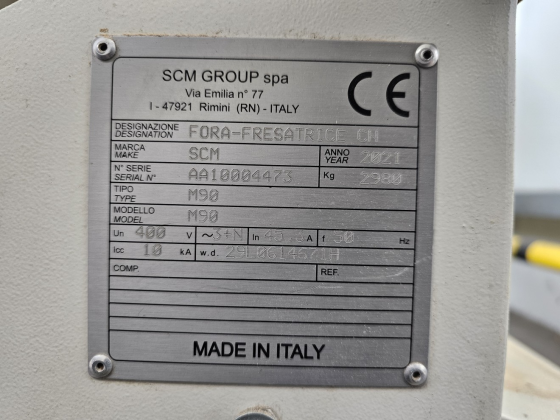 SCM GROUP spa
Via Emilia n° 77
I - 47921 Rimini (RN) - ITALY
CE
DESIGNAZIONE
DESIGNATION
FORA-FRESATRICE CN
MARCA
MAKE
SCM
ANNO
YEAR
2021
N° SERIE
SERIAL N°
AA10004473
Kg
2980
TIPO
TYPE
M90
MODELLO
MODEL
M90
Un 400 V ~3+N In A f 50 Hz
Icc 10 kA w.d.
COMP.
REF.
MADE IN ITALY